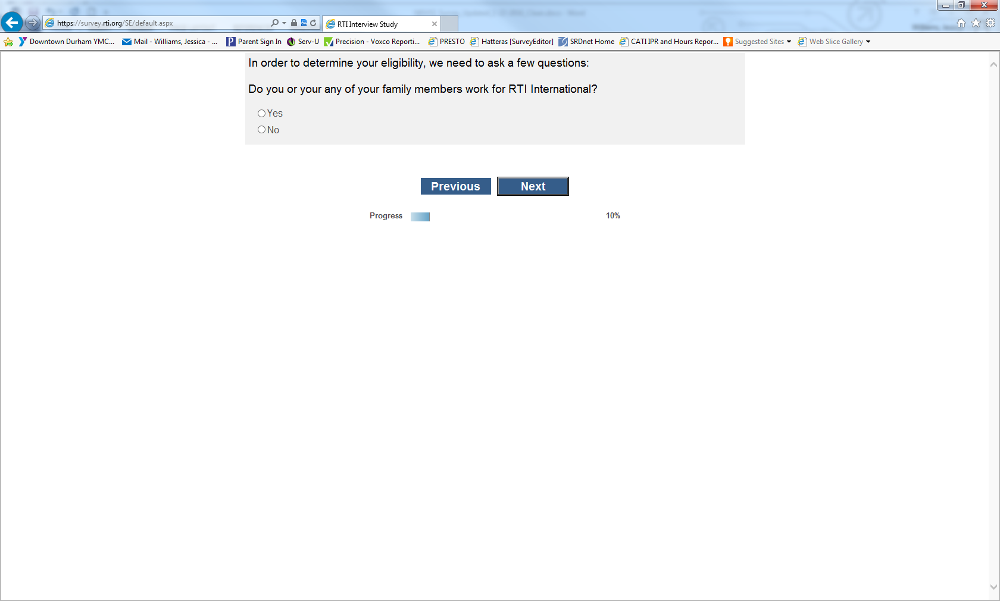 https://survey.rti.org/SE/default.aspx
RTI Interview Study
Downtown Durham YMC... Mail - Williams, Jessica - ... Parent Sign In Serv-U Precision - Voxco Reporti... PRESTO Hatteras [SurveyEditor] SRDnet Home CATI IPR and Hours Repor... Suggested Sites Web Slice Gallery
In order to determine your eligibility, we need to ask a few questions:
Do you or your any of your family members work for RTI International?
Yes
No
Previous Next
Progress 10%